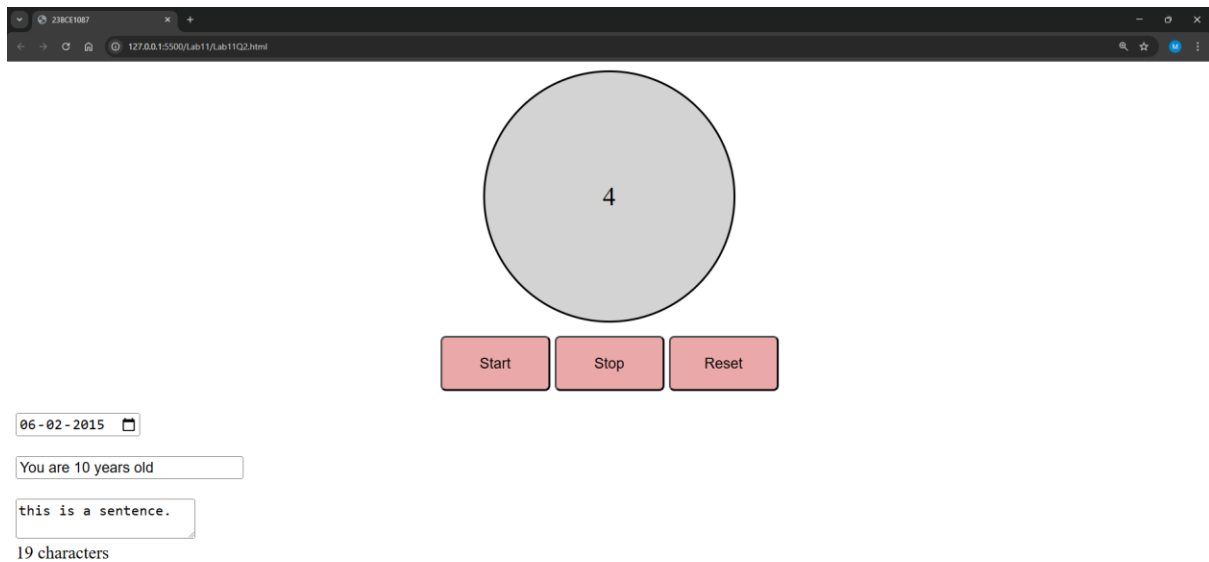 23BCE1087
127.0.0.1:5500/Lab11/Lab11Q2.html
M
4
Start Stop Reset
06-02-2015
You are 10 years old
this is a sentence.
19 characters